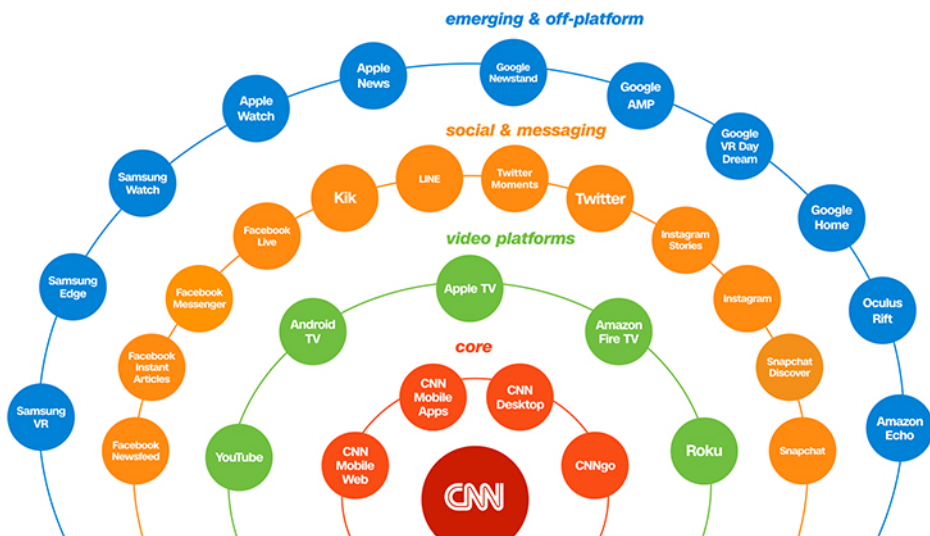 emerging & off-platform
Apple
News
Google
Newstand
Apple
Watch
Google
AMP
Google
VR Day
Dream
Samsung
Watch
Google
Home
Samsung
Edge
Oculus
Rift
Samsung
VR
Amazon
Echo
social & messaging
LINE
Twitter
Moments
Kik
Twitter
Facebook
Live
Instagram
Stories
Facebook
Messenger
Instagram
Facebook
Instant
Articles
Snapchat
Discover
Facebook
Newsfeed
Snapchat
video platforms
Apple TV
Android
TV
Amazon
Fire TV
YouTube
Roku
core
CNN
Mobile
Apps
CNN
Desktop
CNN
Mobile
Web
CNNgo
CNN